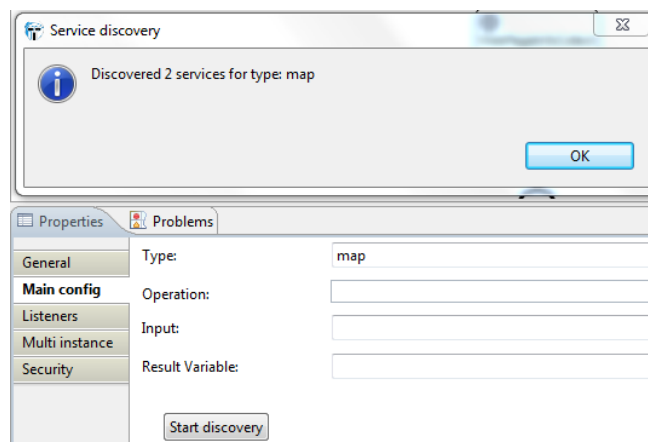 Service discovery
Discovered 2 services for type: map
OK
Properties
Problems
General
Main config
Listeners
Multi instance
Security
Type:
map
Operation:
Input:
Result Variable:
Start discovery